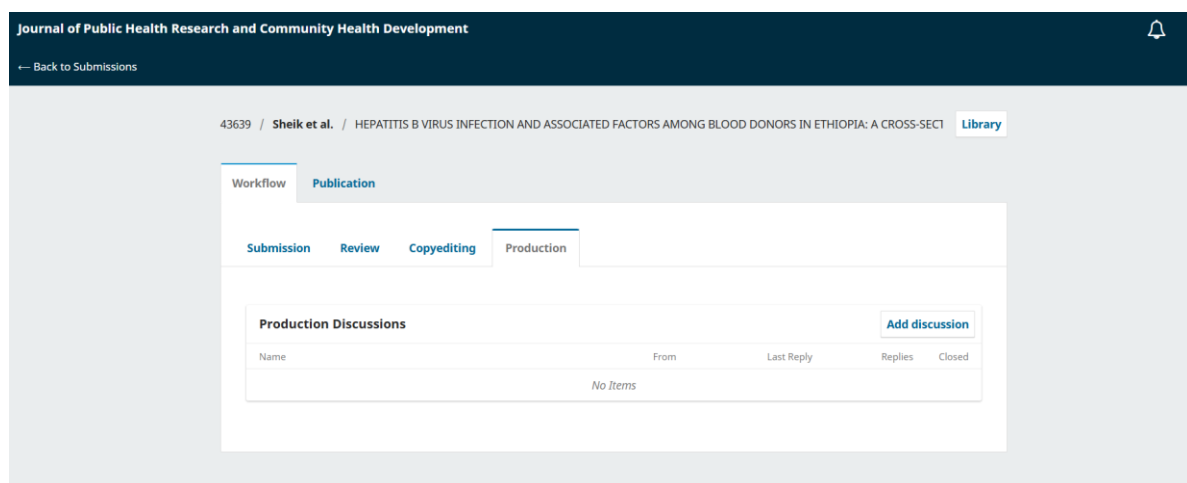 Journal of Public Health Research and Community Health Development
← Back to Submissions
43639 / Sheik et al. / HEPATITIS B VIRUS INFECTION AND ASSOCIATED FACTORS AMONG BLOOD DONORS IN ETHIOPIA: A CROSS-SECT Library
Workflow Publication
Submission Review Copyediting Production
Production Discussions Add discussion
Name From Last Reply Replies Closed
No Items